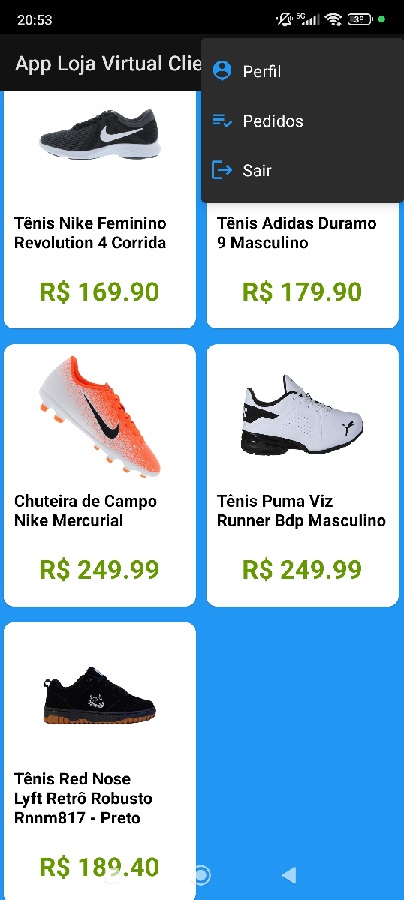 20:53
5G
38
App Loja Virtual Clie
Perfil
Pedidos
Sair
Tênis Nike Feminino
Revolution 4 Corrida
R$ 169.90
Tênis Adidas Duramo
9 Masculino
R$ 179.90
Chuteira de Campo
Nike Mercurial
R$ 249.99
Tênis Puma Viz
Runner Bdp Masculino
R$ 249.99
Tênis Red Nose
Lyft Retrô Robusto
Rnnm817 - Preto
R$ 189.40